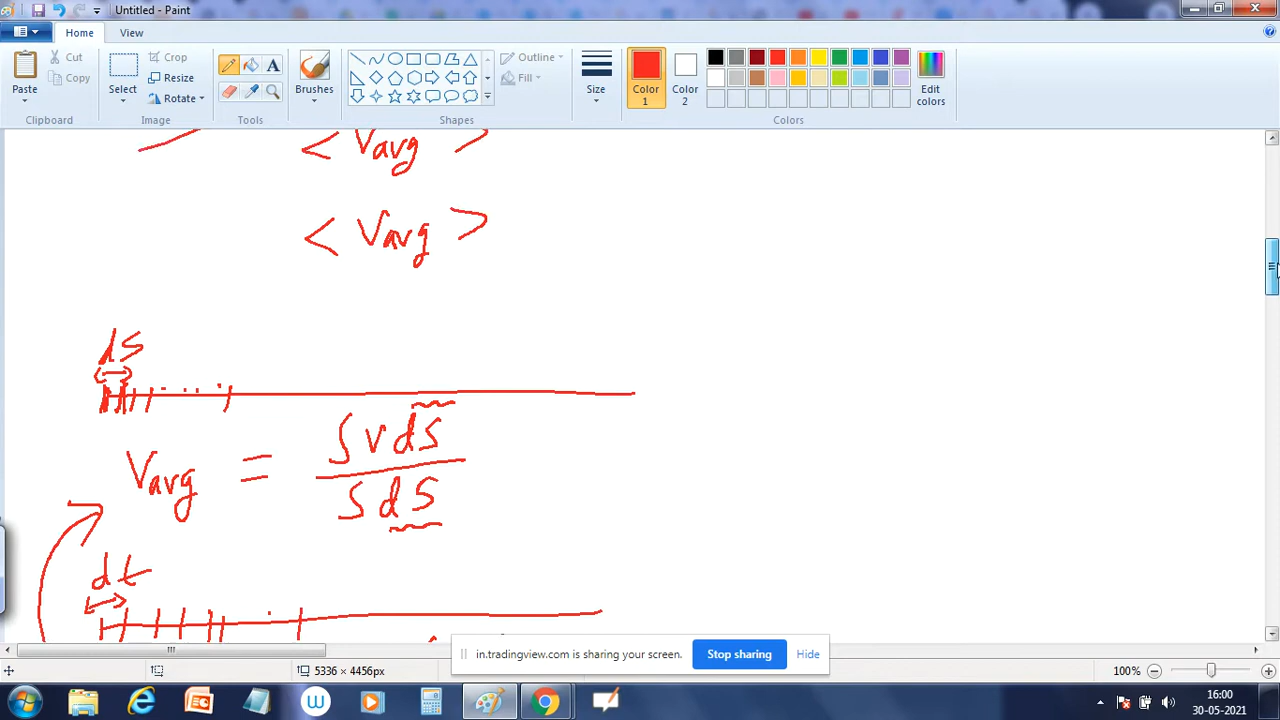 Untitled - Paint
Home
View
Paste
Cut
Copy
Clipboard
Select
Crop
Resize
Rotate
Image
A
Tools
Brushes
Shapes
Outline
Fill
Size
Color 1
Color 2
Edit colors
Colors
< Vavg >
< Vavg >
ds
Vavg = ∫v ds
∫ds
dt
in.tradingview.com is sharing your screen.
Stop sharing
Hide
5336 × 4456px
100%
W
16:00
30-05-2021